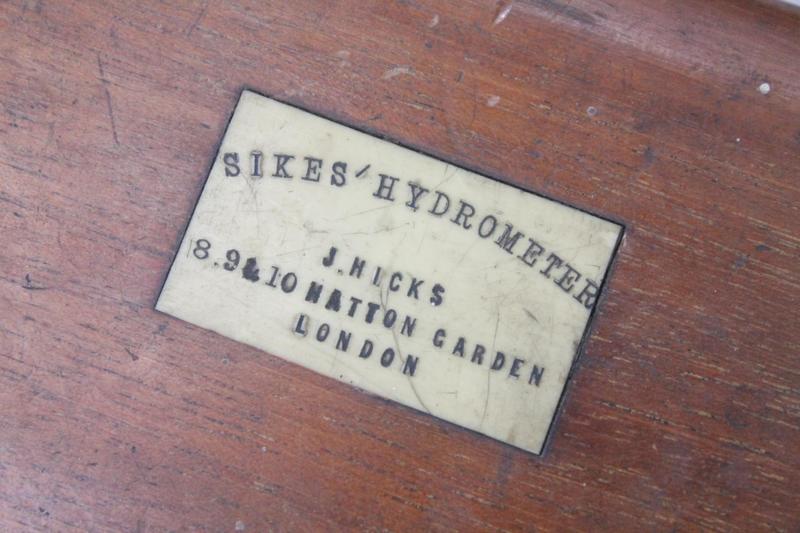 SIKES' HYDROMETER
J. HICKS
8.9 & 10 HATTON GARDEN
LONDON